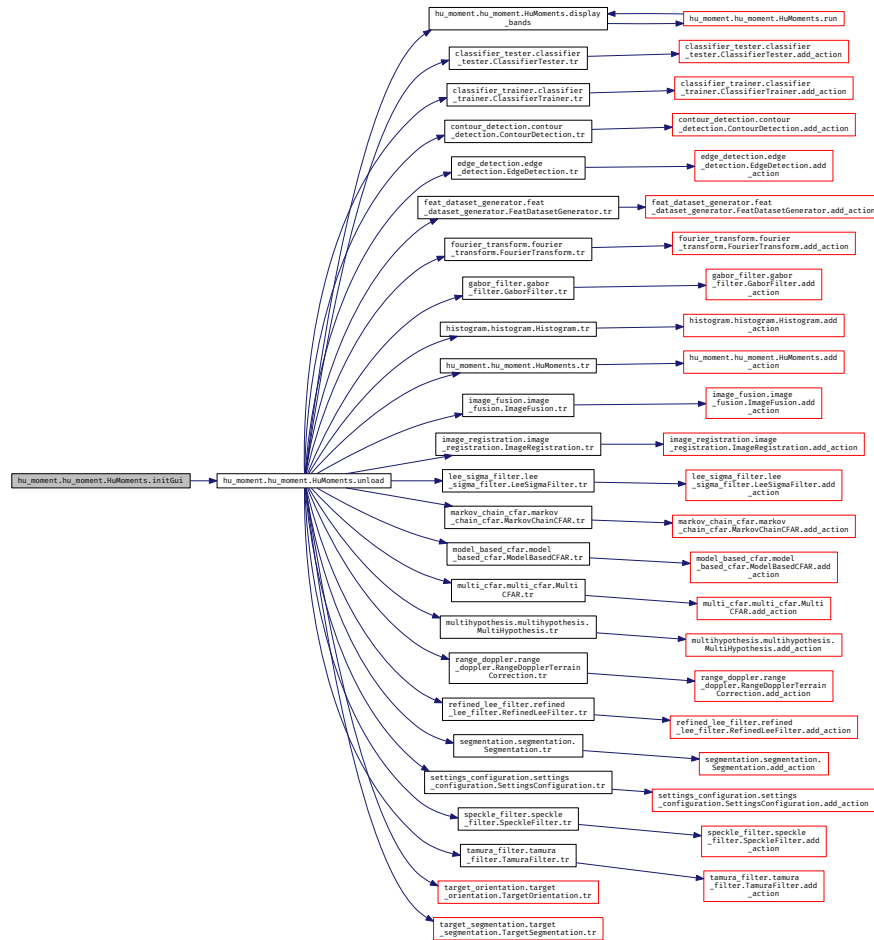 hu_moment.hu_moment.HuMoments.display
_bands
hu_moment.hu_moment.HuMoments.run
classifier_tester.classifier
_tester.ClassifierTester.tr
classifier_tester.classifier
_tester.ClassifierTester.add_action
classifier_trainer.classifier
_trainer.ClassifierTrainer.tr
classifier_trainer.classifier
_trainer.ClassifierTrainer.add_action
contour_detection.contour
_detection.ContourDetection.tr
contour_detection.contour
_detection.ContourDetection.add_action
edge_detection.edge
_detection.EdgeDetection.tr
edge_detection.edge
_detection.EdgeDetection.add
_action
feat_dataset_generator.feat
_dataset_generator.FeatDatasetGenerator.tr
feat_dataset_generator.feat
_dataset_generator.FeatDatasetGenerator.add_action
fourier_transform.fourier
_transform.FourierTransform.tr
fourier_transform.fourier
_transform.FourierTransform.add_action
gabor_filter.gabor
_filter.GaborFilter.tr
gabor_filter.gabor
_filter.GaborFilter.add
_action
histogram.histogram.Histogram.tr
histogram.histogram.Histogram.add
_action
hu_moment.hu_moment.HuMoments.tr
hu_moment.hu_moment.HuMoments.add
_action
image_fusion.image
_fusion.ImageFusion.tr
image_fusion.image
_fusion.ImageFusion.add
_action
image_registration.image
_registration.ImageRegistration.tr
image_registration.image
_registration.ImageRegistration.add_action
hu_moment.hu_moment.HuMoments.initGui
hu_moment.hu_moment.HuMoments.unload
lee_sigma_filter.lee
_sigma_filter.LeeSigmaFilter.tr
lee_sigma_filter.lee
_sigma_filter.LeeSigmaFilter.add
_action
markov_chain_cfar.markov
_chain_cfar.MarkovChainCFAR.tr
markov_chain_cfar.markov
_chain_cfar.MarkovChainCFAR.add_action
model_based_cfar.model
_based_cfar.ModelBasedCFAR.tr
model_based_cfar.model
_based_cfar.ModelBasedCFAR.add
_action
multi_cfar.multi_cfar.Multi
CFAR.tr
multi_cfar.multi_cfar.Multi
CFAR.add_action
multihypothesis.multihypothesis.
MultiHypothesis.tr
multihypothesis.multihypothesis.
MultiHypothesis.add_action
range_doppler.range
_doppler.RangeDopplerTerrain
Correction.tr
range_doppler.range
_doppler.RangeDopplerTerrain
Correction.add_action
refined_lee_filter.refined
_lee_filter.RefinedLeeFilter.tr
refined_lee_filter.refined
_lee_filter.RefinedLeeFilter.add_action
segmentation.segmentation.
Segmentation.tr
segmentation.segmentation.
Segmentation.add_action
settings_configuration.settings
_configuration.SettingsConfiguration.tr
settings_configuration.settings
_configuration.SettingsConfiguration.add_action
speckle_filter.speckle
_filter.SpeckleFilter.tr
speckle_filter.speckle
_filter.SpeckleFilter.add
_action
tamura_filter.tamura
_filter.TamuraFilter.tr
tamura_filter.tamura
_filter.TamuraFilter.add
_action
target_orientation.target
_orientation.TargetOrientation.tr
target_segmentation.target
_segmentation.TargetSegmentation.tr